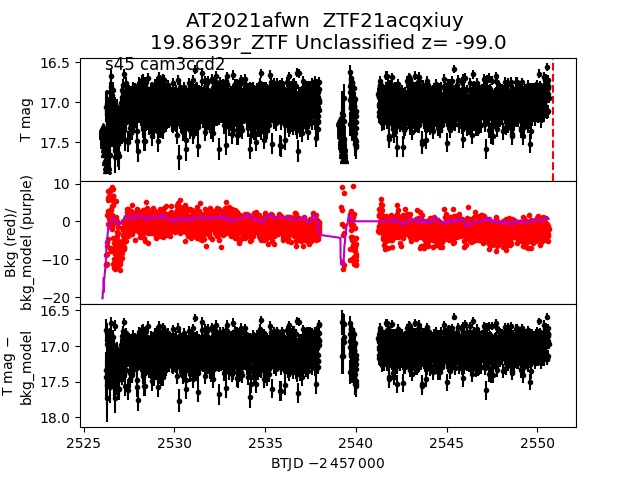 AT2021afwn  ZTF21acqxiuy
19.8639r_ZTF Unclassified z= -99.0
s45 cam3ccd2
16.5
17.0
17.5
T mag
10
0
−10
−20
Bkg (red)/
bkg_model (purple)
16.5
17.0
17.5
18.0
T mag −
bkg_model
2525
2530
2535
2540
2545
2550
BTJD −2 457 000